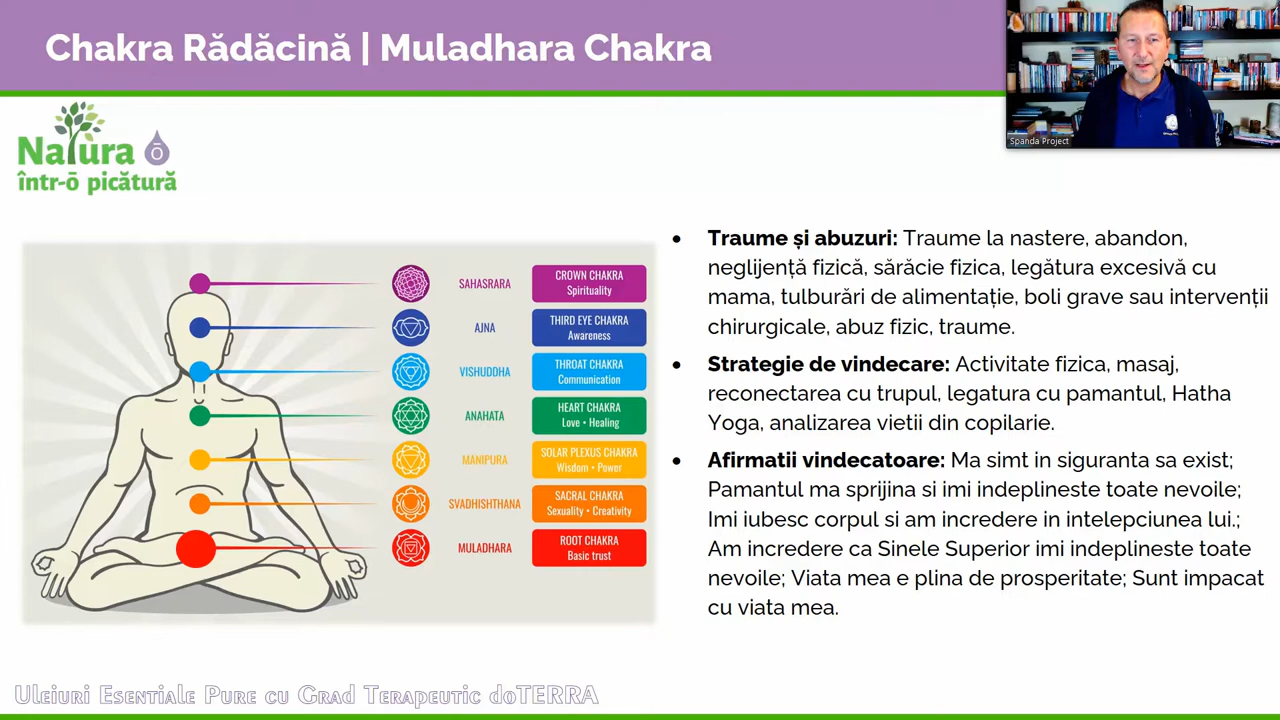 Chakra Rădăcină | Muladhara Chakra
Spanda Project
Natura ō
într-ō picătură
SAHASRARA
CROWN CHAKRA
Spirituality
AJNA
THIRD EYE CHAKRA
Awareness
VISHUDDHA
THROAT CHAKRA
Communication
ANAHATA
HEART CHAKRA
Love • Healing
MANIPURA
SOLAR PLEXUS CHAKRA
Wisdom • Power
SVADHISHTHANA
SACRAL CHAKRA
Sexuality • Creativity
MULADHARA
ROOT CHAKRA
Basic trust
• Traume și abuzuri: Traume la nastere, abandon,
neglijență fizică, sărăcie fizica, legătura excesivă cu
mama, tulburări de alimentație, boli grave sau intervenții
chirurgicale, abuz fizic, traume.
• Strategie de vindecare: Activitate fizica, masaj,
reconectarea cu trupul, legatura cu pamantul, Hatha
Yoga, analizarea vietii din copilarie.
• Afirmatii vindecatoare: Ma simt in siguranta sa exist;
Pamantul ma sprijina si imi indeplineste toate nevoile;
Imi iubesc corpul si am incredere in intelepciunea lui.;
Am incredere ca Sinele Superior imi indeplineste toate
nevoile; Viata mea e plina de prosperitate; Sunt impacat
cu viata mea.
Uleiuri Esentiale Pure cu Grad Terapeutic doTERRA